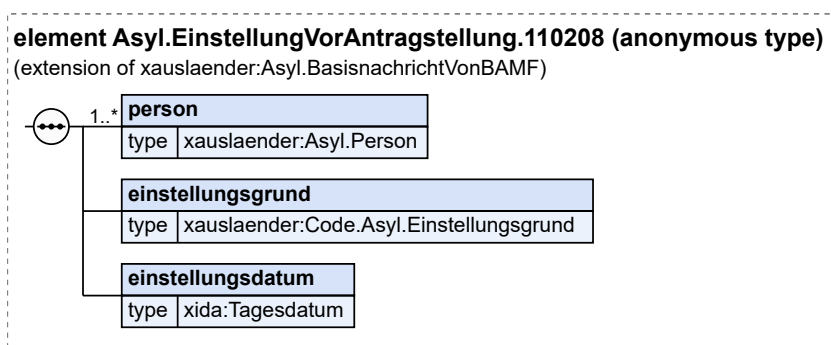 element Asyl.EinstellungVorAntragstellung.110208 (anonymous type)
(extension of xauslaender:Asyl.BasisnachrichtVonBAMF)
1..* person
type xauslaender:Asyl.Person
einstellungsgrund
type xauslaender:Code.Asyl.Einstellungsgrund
einstellungsdatum
type xida:Tagesdatum